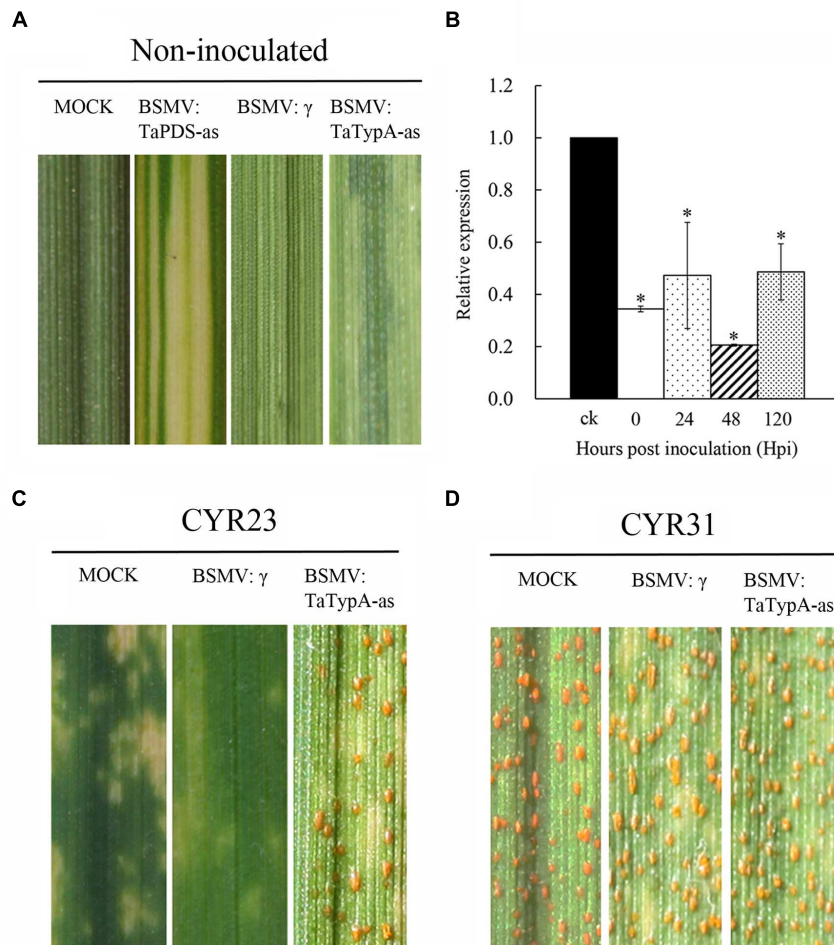 A
Non-inoculated
MOCK
BSMV:
TaPDS-as
BSMV: γ
BSMV:
TaTypA-as
B
1.2
1.0
0.8
0.6
0.4
0.2
0.0
Relative expression
*
*
*
*
ck 0 24 48 120
Hours post inoculation (Hpi)
C
CYR23
MOCK
BSMV: γ
BSMV:
TaTypA-as
D
CYR31
MOCK
BSMV: γ
BSMV:
TaTypA-as